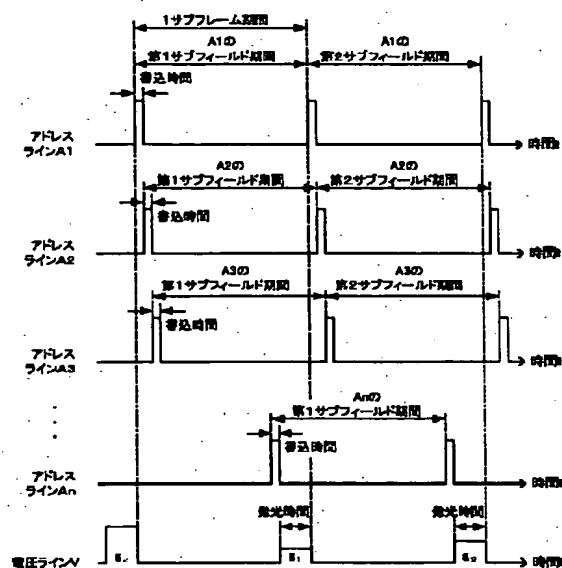 1サブフレーム期間
A1の
第1サブフィールド期間
A1の
第2サブフィールド期間
書込時間
アドレス
ラインA1
時間
A2の
第1サブフィールド期間
A2の
第2サブフィールド期間
書込時間
アドレス
ラインA2
時間
A3の
第1サブフィールド期間
A3の
第2サブフィールド期間
書込時間
アドレス
ラインA3
時間
Anの
第1サブフィールド期間
書込時間
アドレス
ラインAn
時間
発光時間
発光時間
電圧ラインV
S1
S2
時間